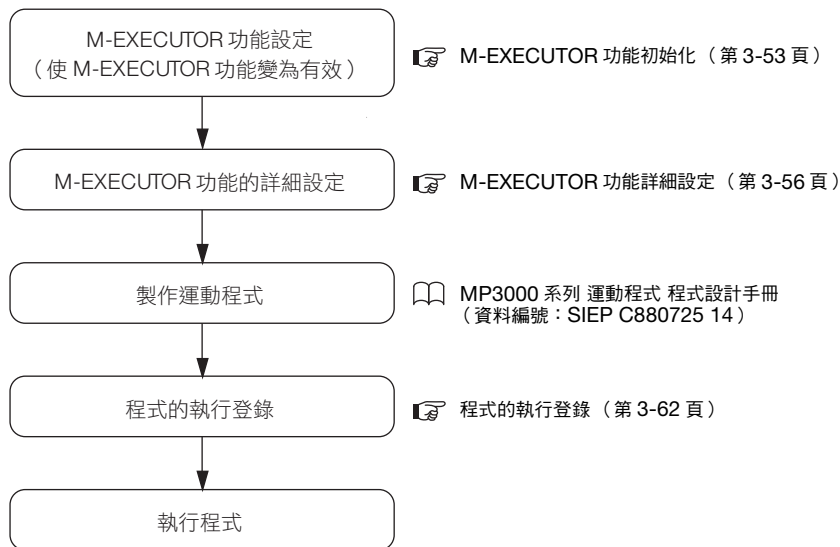 M-EXECUTOR 功能設定
（使 M-EXECUTOR 功能變為有效）
M-EXECUTOR 功能初始化（第 3-53 頁）
M-EXECUTOR 功能的詳細設定
M-EXECUTOR 功能詳細設定（第 3-56 頁）
製作運動程式
MP3000 系列 運動程式 程式設計手冊
（資料編號：SIEP C880725 14）
程式的執行登錄
程式的執行登錄（第 3-62 頁）
執行程式